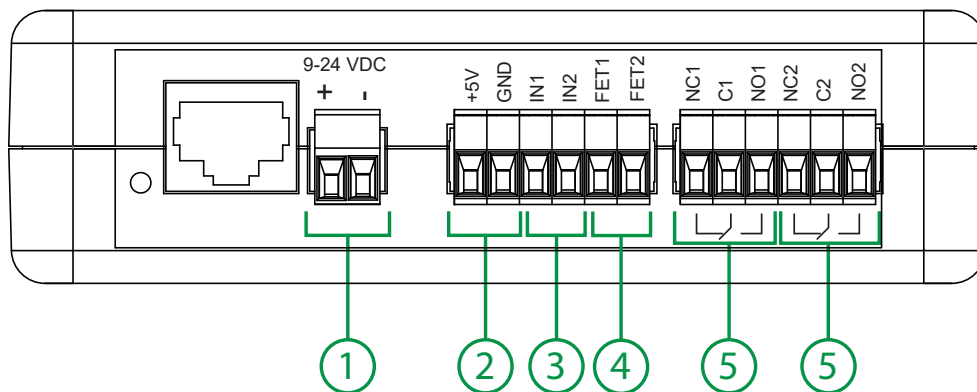 9-24 VDC
+ -
+5V
GND
IN1
IN2
FET1
FET2
NC1
C1
NO1
NC2
C2
NO2
1 2 3 4 5 5